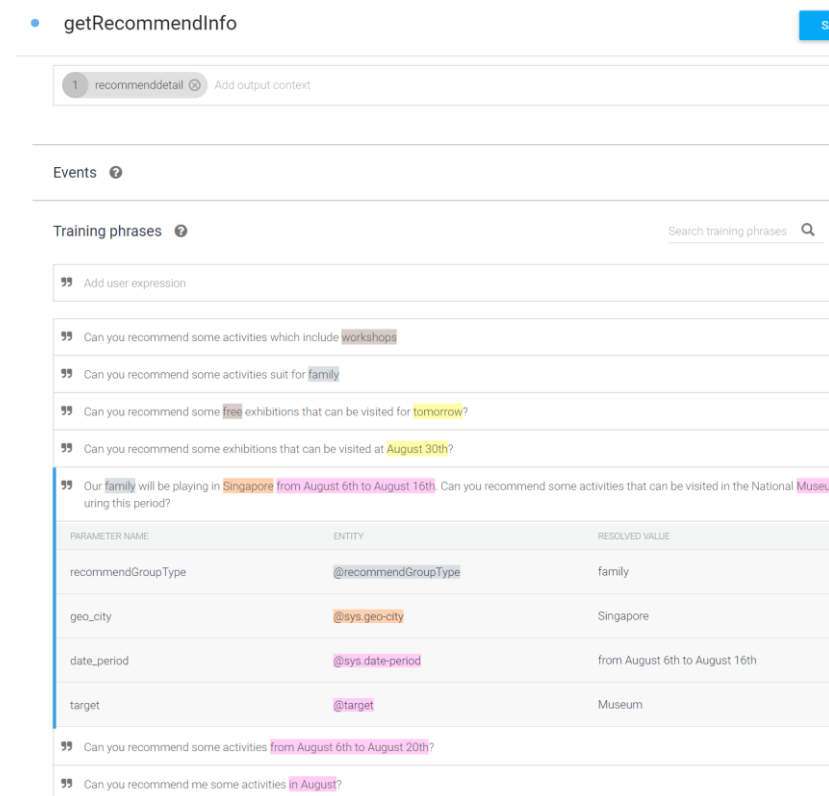 getRecommendInfo
S
1 recommenddetail Add output context
Events ?
Training phrases ? Search training phrases
Add user expression
Can you recommend some activities which include workshops
Can you recommend some activities suit for family
Can you recommend some free exhibitions that can be visited for tomorrow?
Can you recommend some exhibitions that can be visited at August 30th?
Our family will be playing in Singapore from August 6th to August 16th. Can you recommend some activities that can be visited in the National Museu
uring this period?
PARAMETER NAME ENTITY RESOLVED VALUE
recommendGroupType @recommendGroupType family
geo_city @sys.geo-city Singapore
date_period @sys.date-period from August 6th to August 16th
target @target Museum
Can you recommend some activities from August 6th to August 20th?
Can you recommend me some activities in August?